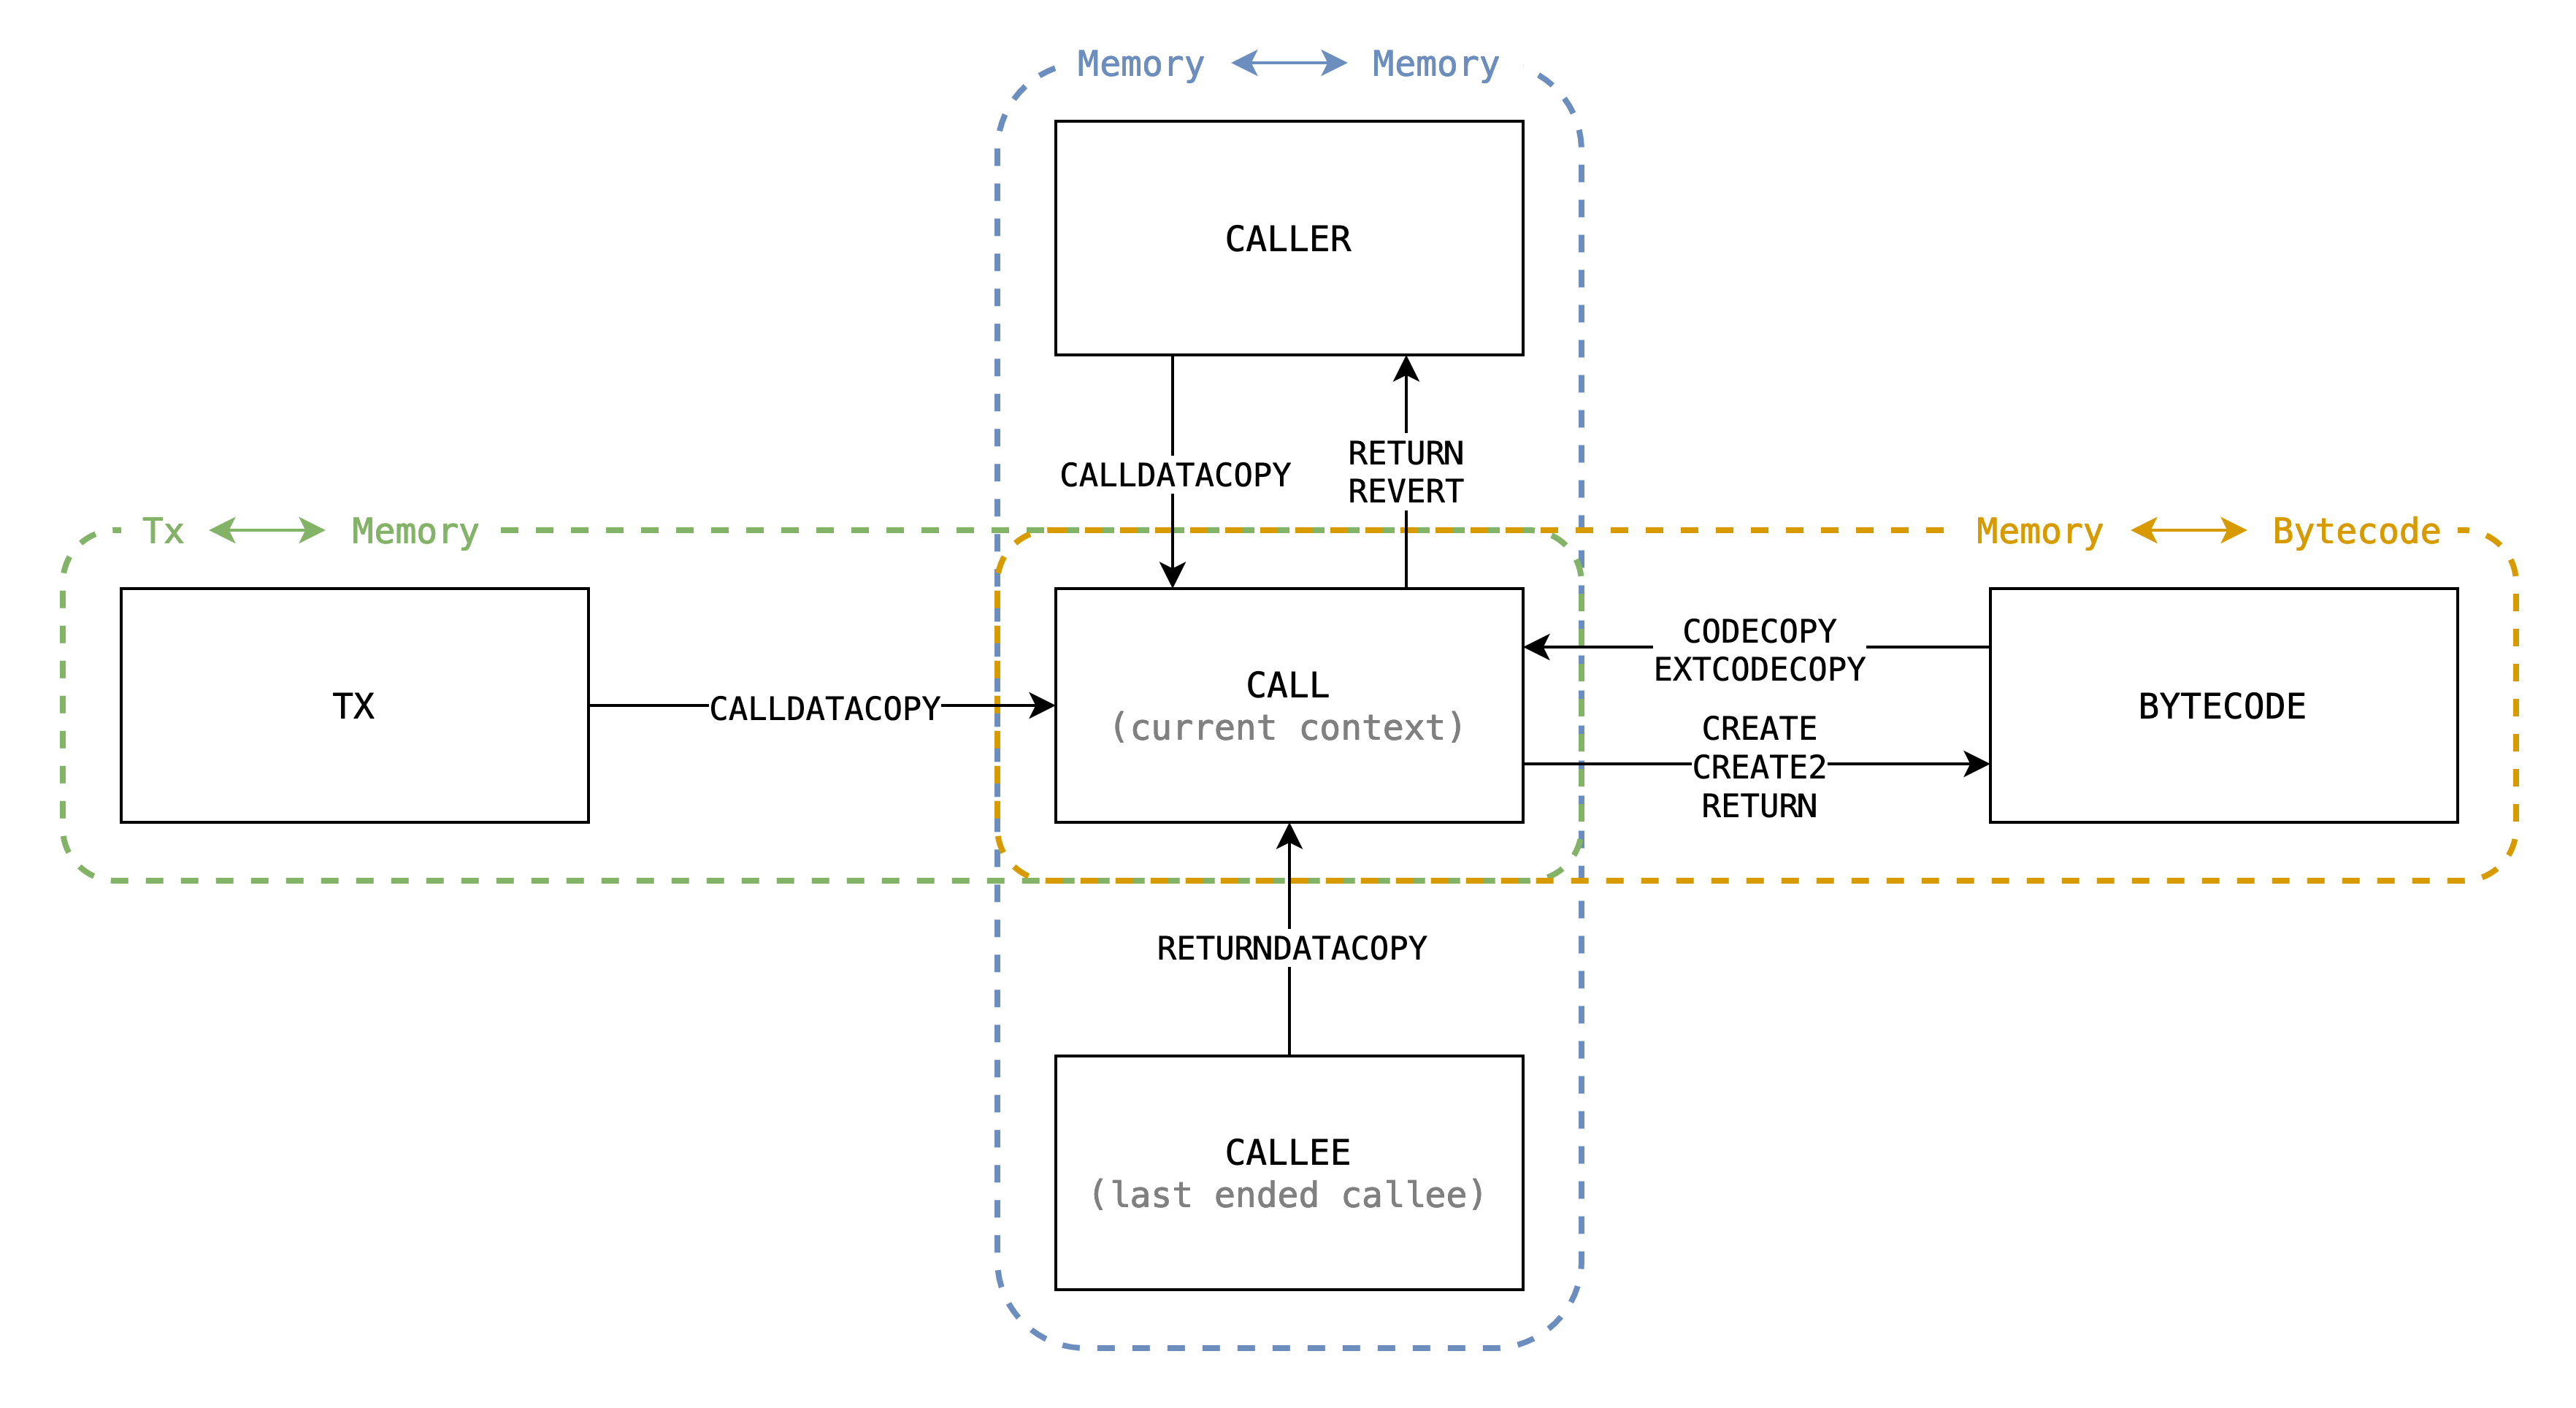 Memory Memory
CALLER
CALLDATACOPY
RETURN
REVERT
Tx Memory
Memory Bytecode
TX
CALLDATACOPY
CALL
(current context)
CODECOPY
EXTCODECOPY
CREATE
CREATE2
RETURN
BYTECODE
RETURNDATACOPY
CALLEE
(last ended callee)